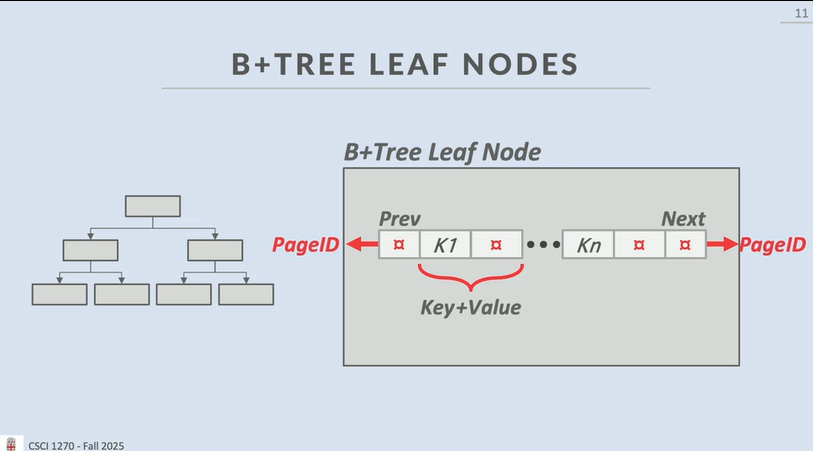 11
B+TREE LEAF NODES
B+Tree Leaf Node
Prev Next
PageID ¤ K1 ¤ ••• Kn ¤ ¤ PageID
Key+Value
CSCI 1270 - Fall 2025